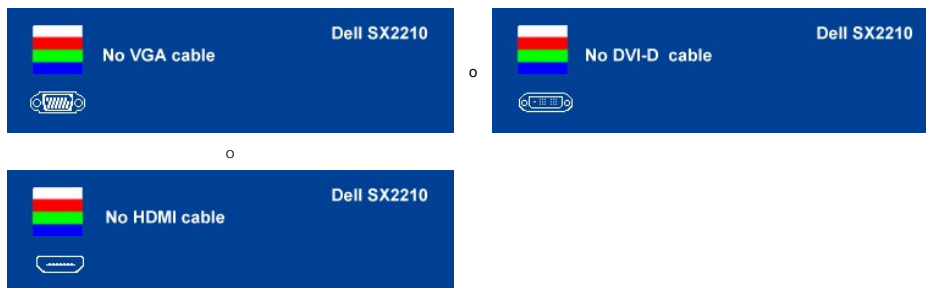 Dell SX2210
No VGA cable
o
Dell SX2210
No DVI-D cable
o
Dell SX2210
No HDMI cable